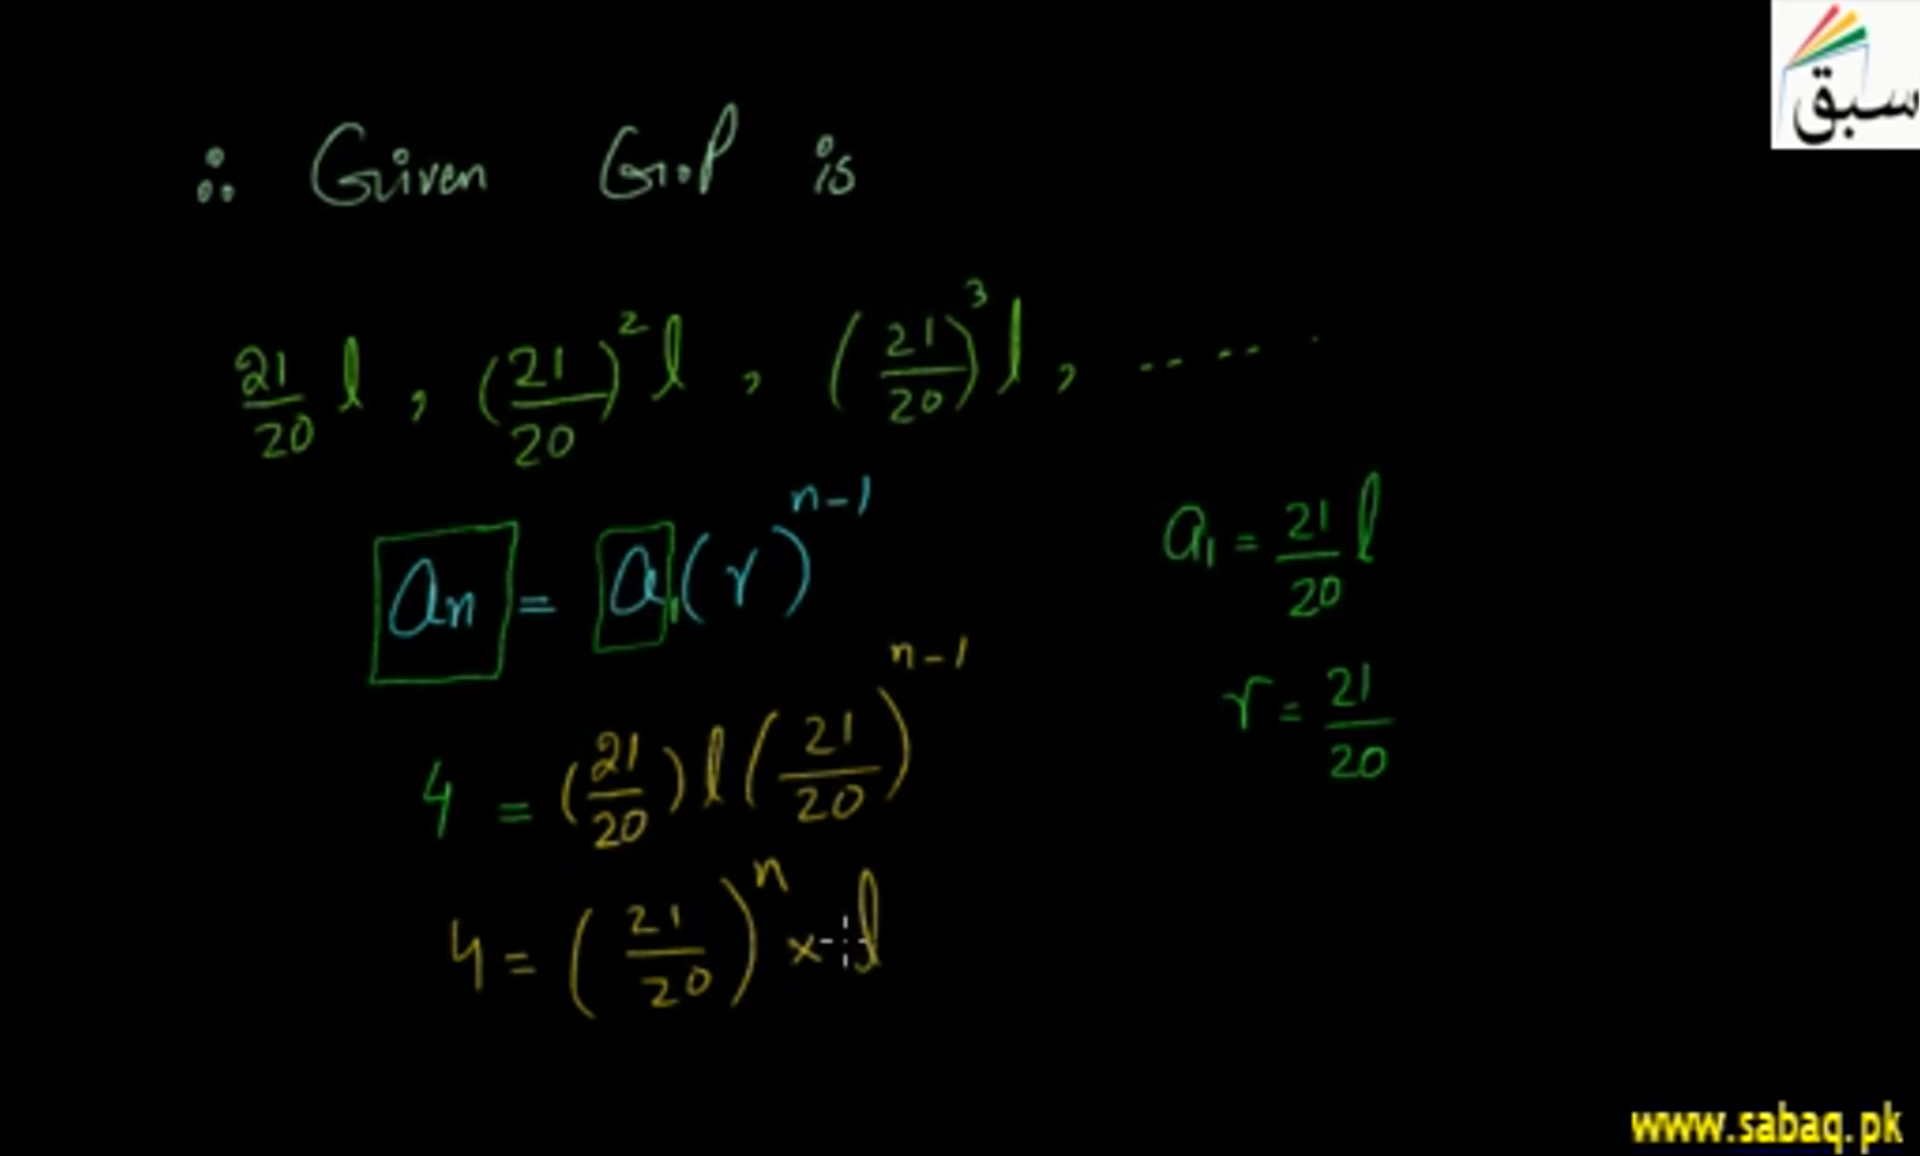 سبق
∴ Given G.P is
21/20 l , (21/20)² l , (21/20)³ l , ........
aₙ = a₁(r)ⁿ⁻¹
a₁ = 21/20 l
r = 21/20
4 = (21/20) l (21/20)ⁿ⁻¹
4 = (21/20)ⁿ × l
www.sabaq.pk